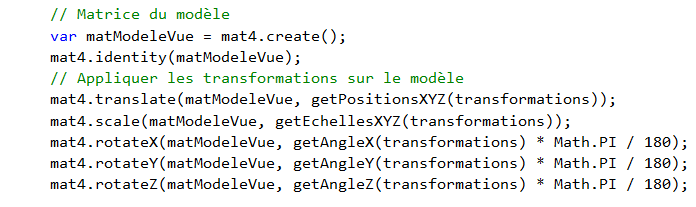 // Matrice du modèle
var matModeleVue = mat4.create();
mat4.identity(matModeleVue);
// Appliquer les transformations sur le modèle
mat4.translate(matModeleVue, getPositionsXYZ(transformations));
mat4.scale(matModeleVue, getEchellesXYZ(transformations));
mat4.rotateX(matModeleVue, getAngleX(transformations) * Math.PI / 180);
mat4.rotateY(matModeleVue, getAngleY(transformations) * Math.PI / 180);
mat4.rotateZ(matModeleVue, getAngleZ(transformations) * Math.PI / 180);